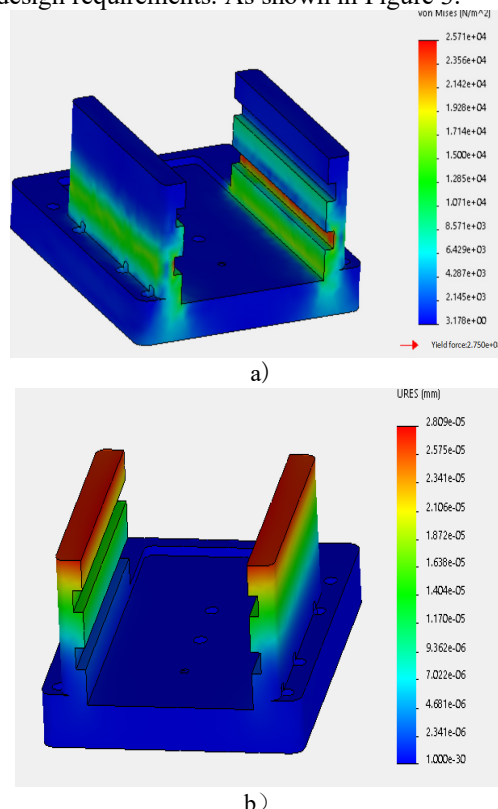 design requirements. As shown in Figure 3.
von Mises (N/m^2)
2.571e+04
2.356e+04
2.142e+04
1.928e+04
1.714e+04
1.500e+04
1.285e+04
1.071e+04
8.571e+03
6.429e+03
4.287e+03
2.145e+03
3.178e+00
Yield force:2.750e+0
a）
URES (mm)
2.809e-05
2.575e-05
2.341e-05
2.107e-05
1.872e-05
1.638e-05
1.404e-05
1.170e-05
9.362e-06
7.022e-06
4.681e-06
2.341e-06
1.000e-30
b）